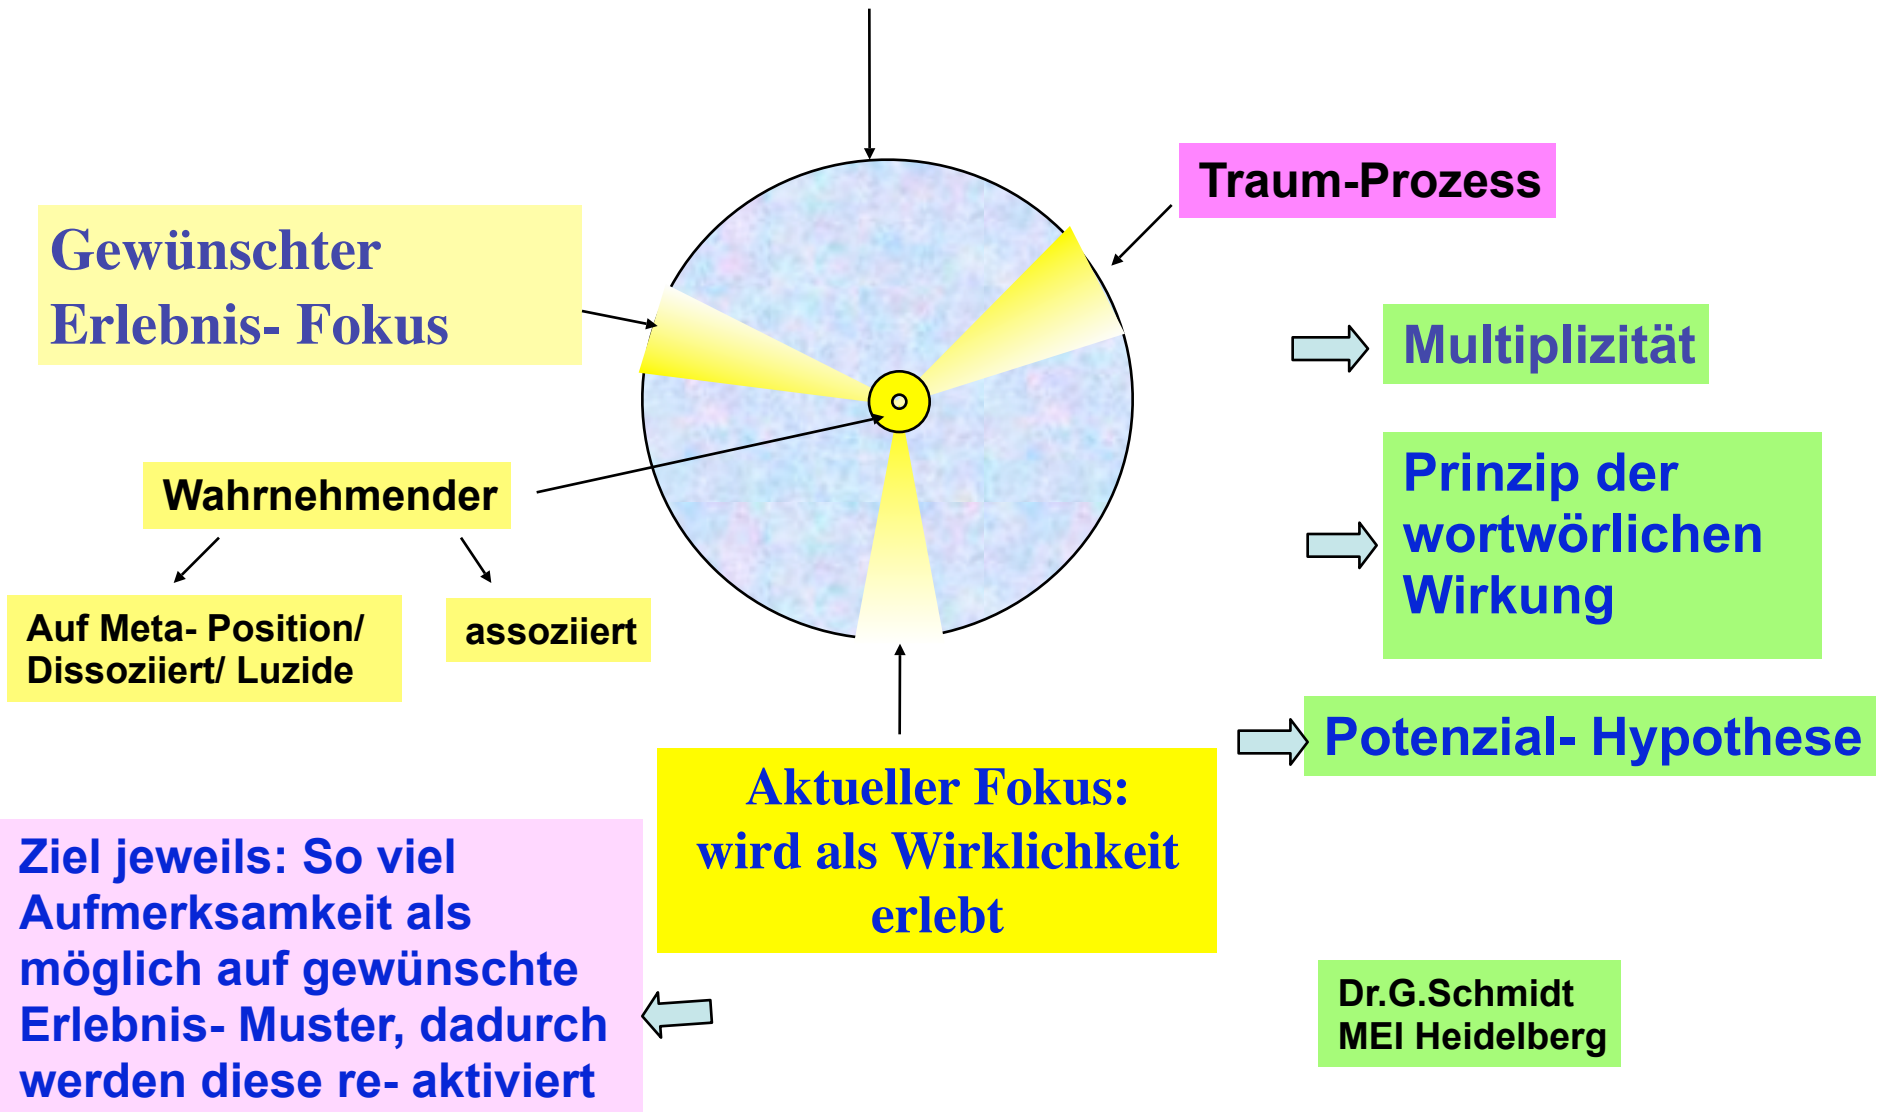 Traum-Prozess
Gewünschter
Erlebnis- Fokus
Multiplizität
Prinzip der
wortwörlichen
Wirkung
Wahrnehmender
Auf Meta- Position/
Dissoziiert/ Luzide
assoziiert
Potenzial- Hypothese
Aktueller Fokus:
wird als Wirklichkeit
erlebt
Ziel jeweils: So viel
Aufmerksamkeit als
möglich auf gewünschte
Erlebnis- Muster, dadurch
werden diese re- aktiviert
Dr.G.Schmidt
MEI Heidelberg